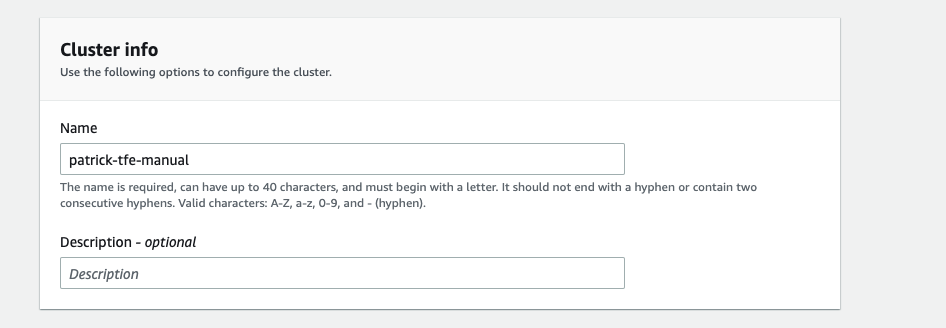 Cluster info
Use the following options to configure the cluster.
Name
patrick-tfe-manual
The name is required, can have up to 40 characters, and must begin with a letter. It should not end with a hyphen or contain two
consecutive hyphens. Valid characters: A-Z, a-z, 0-9, and - (hyphen).
Description - optional
Description